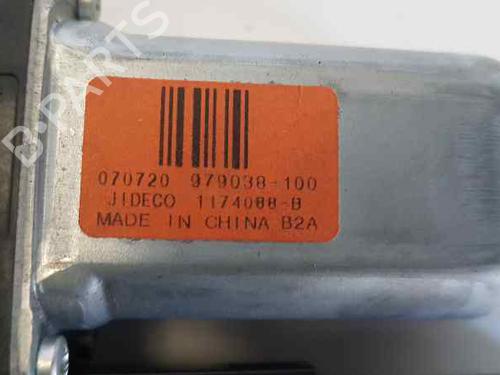 B-PARTS
070720 979038-100
JIDECO 1174088-B
MADE IN CHINA B2A